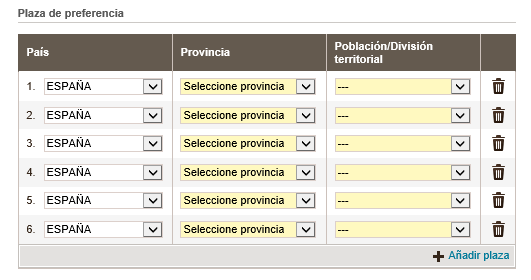 Plaza de preferencia
País Provincia Población/División
territorial
1. ESPAÑA Seleccione provincia ---
2. ESPAÑA Seleccione provincia ---
3. ESPAÑA Seleccione provincia ---
4. ESPAÑA Seleccione provincia ---
5. ESPAÑA Seleccione provincia ---
6. ESPAÑA Seleccione provincia ---
Añadir plaza